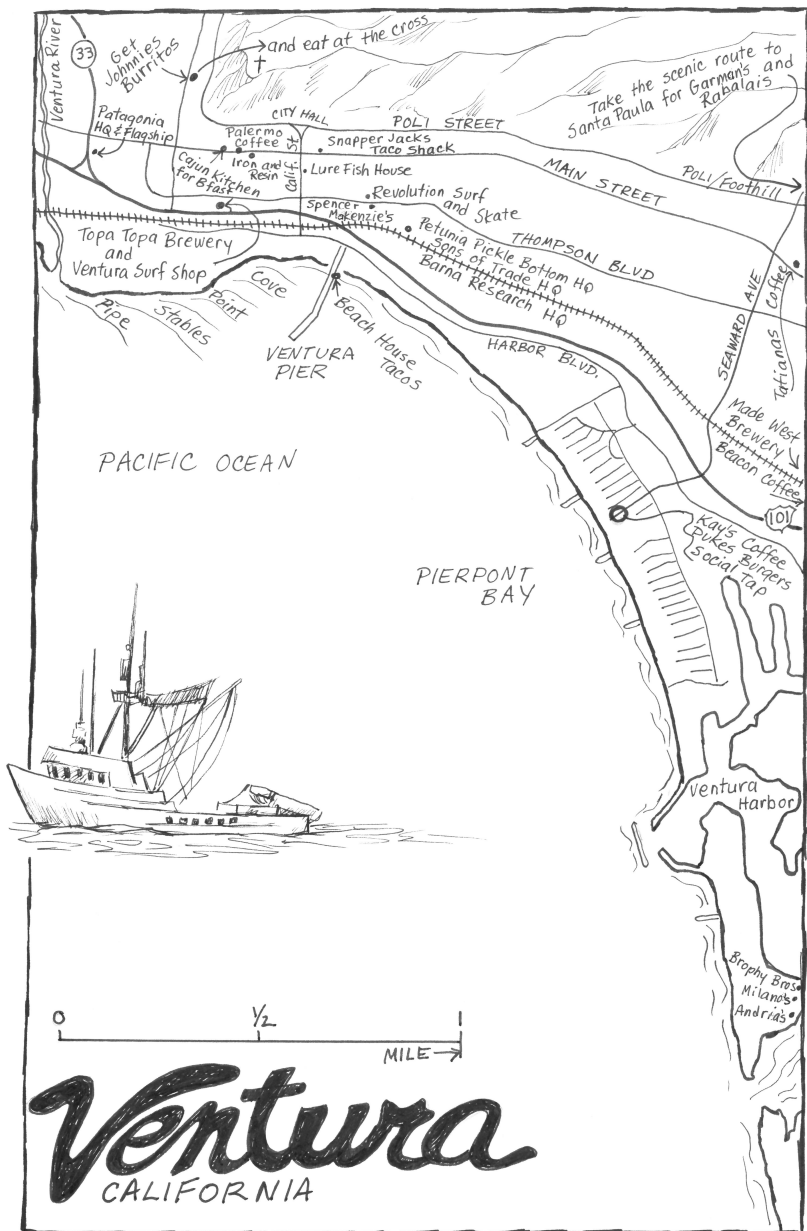 Ventura River
33
Get
Johnnies
Burritos
and eat at the cross
Take the scenic route to
Santa Paula for Garman's and
Rabalais
Patagonia
HQ & Flagship
CITY HALL
POLI STREET
Palermo
Coffee
Iron and
Resin
Calif. St
Snapper Jacks
Taco Shack
MAIN STREET
POLI/Foothill
Cajun Kitchen
for Bfast
Lure Fish House
Revolution Surf
and Skate
Spencer
Makenzie's
THOMPSON BLVD
Topa Topa Brewery
and
Ventura Surf Shop
Petunia Pickle Bottom HQ
Sons of Trade HQ
Barna Research HQ
SEAWARD AVE
Tatianas Coffee
Pipe
Stables
Point
Cove
VENTURA
PIER
Beach House
Tacos
HARBOR BLVD.
Made West
Brewery
Beacon Coffee
PACIFIC OCEAN
101
Kay's Coffee
Dukes Burgers
Social Tap
PIERPONT
BAY
Ventura
Harbor
Brophy Bros
Milano's
Andria's
0 1/2 1
MILE
Ventura
CALIFORNIA